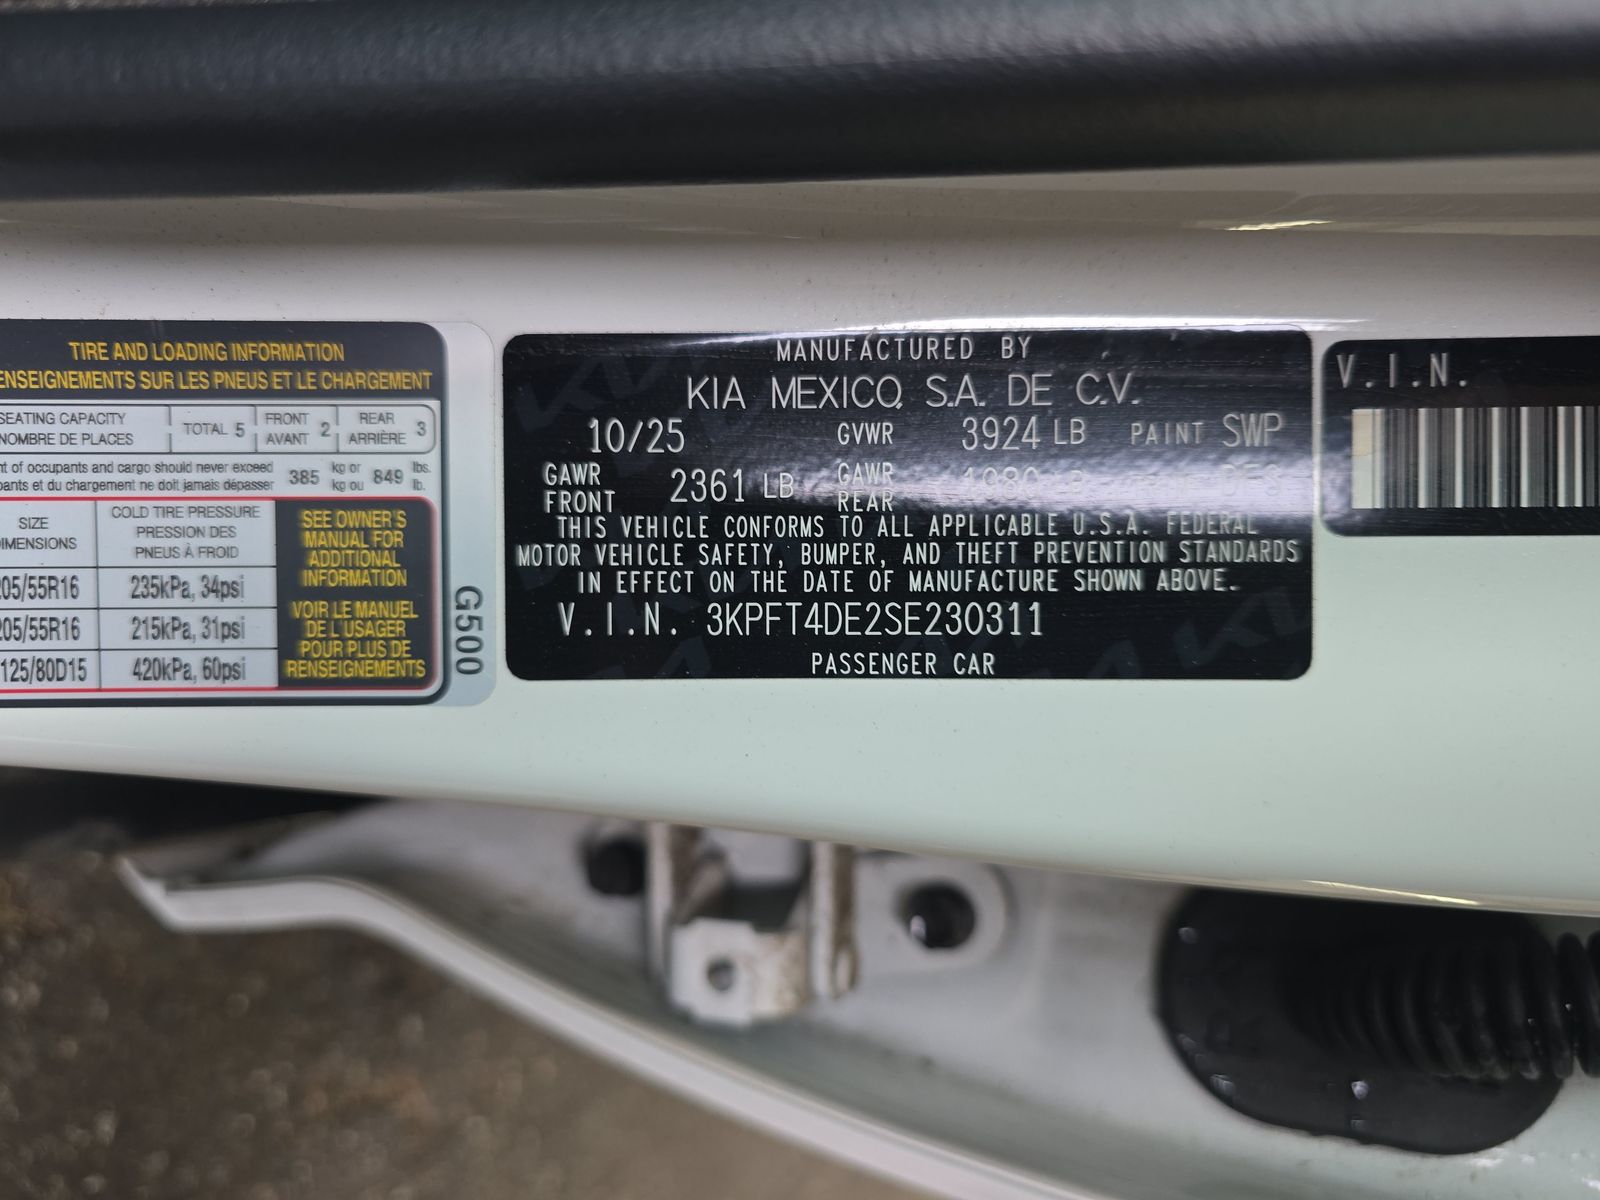 TIRE AND LOADING INFORMATION
ENSEIGNEMENTS SUR LES PNEUS ET LE CHARGEMENT
SEATING CAPACITY
NOMBRE DE PLACES
TOTAL 5
FRONT
AVANT 2
REAR
ARRIÈRE 3
nt of occupants and cargo should never exceed
pants et du chargement ne doit jamais dépasser
385 kg or
kg ou 849 lbs.
lb.
SIZE
DIMENSIONS
COLD TIRE PRESSURE
PRESSION DES
PNEUS À FROID
205/55R16 235kPa, 34psi
205/55R16 215kPa, 31psi
125/80D15 420kPa, 60psi
SEE OWNER'S
MANUAL FOR
ADDITIONAL
INFORMATION
VOIR LE MANUEL
DE L'USAGER
POUR PLUS DE
RENSEIGNEMENTS
G500
MANUFACTURED BY
KIA MEXICO, S.A. DE C.V.
10/25 GVWR 3924 LB PAINT SWP
GAWR
FRONT 2361 LB GAWR
REAR 1980 LB
THIS VEHICLE CONFORMS TO ALL APPLICABLE U.S.A. FEDERAL
MOTOR VEHICLE SAFETY, BUMPER, AND THEFT PREVENTION STANDARDS
IN EFFECT ON THE DATE OF MANUFACTURE SHOWN ABOVE.
V.I.N. 3KPFT4DE2SE230311
PASSENGER CAR
V.I.N.